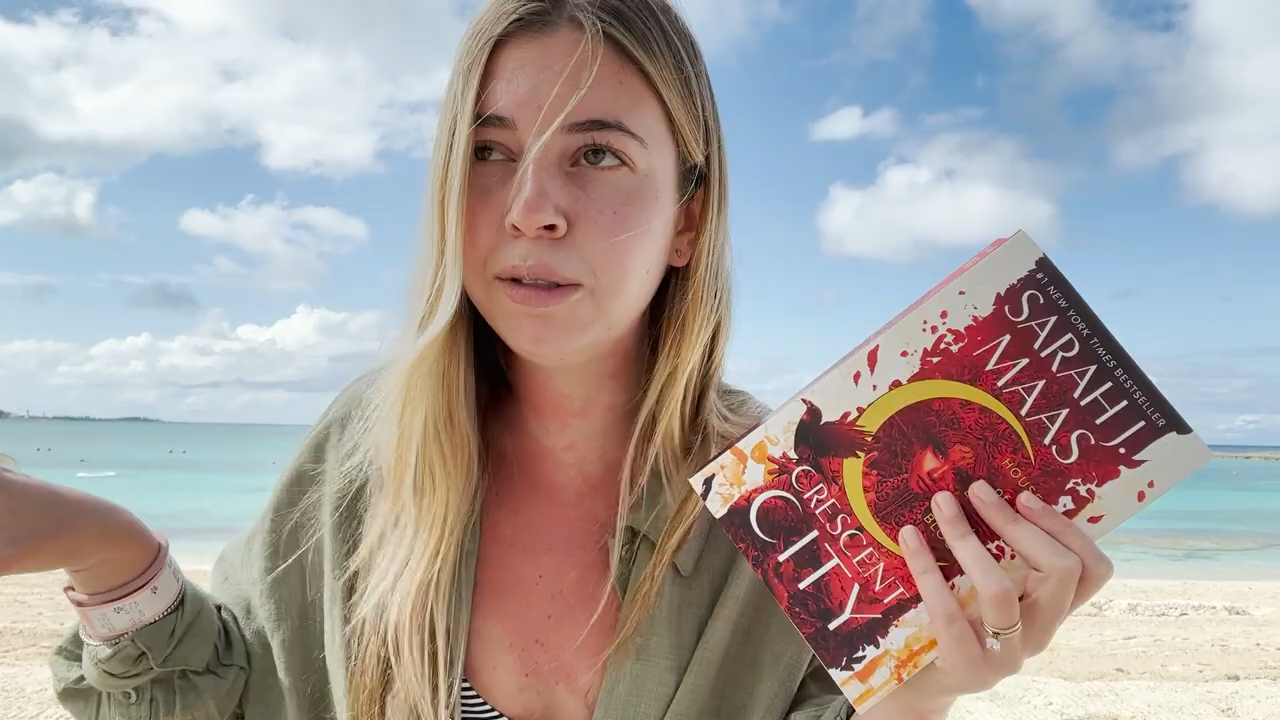 #1 NEW YORK TIMES BESTSELLER
SARAH J.
MAAS
CRESCENT
CITY